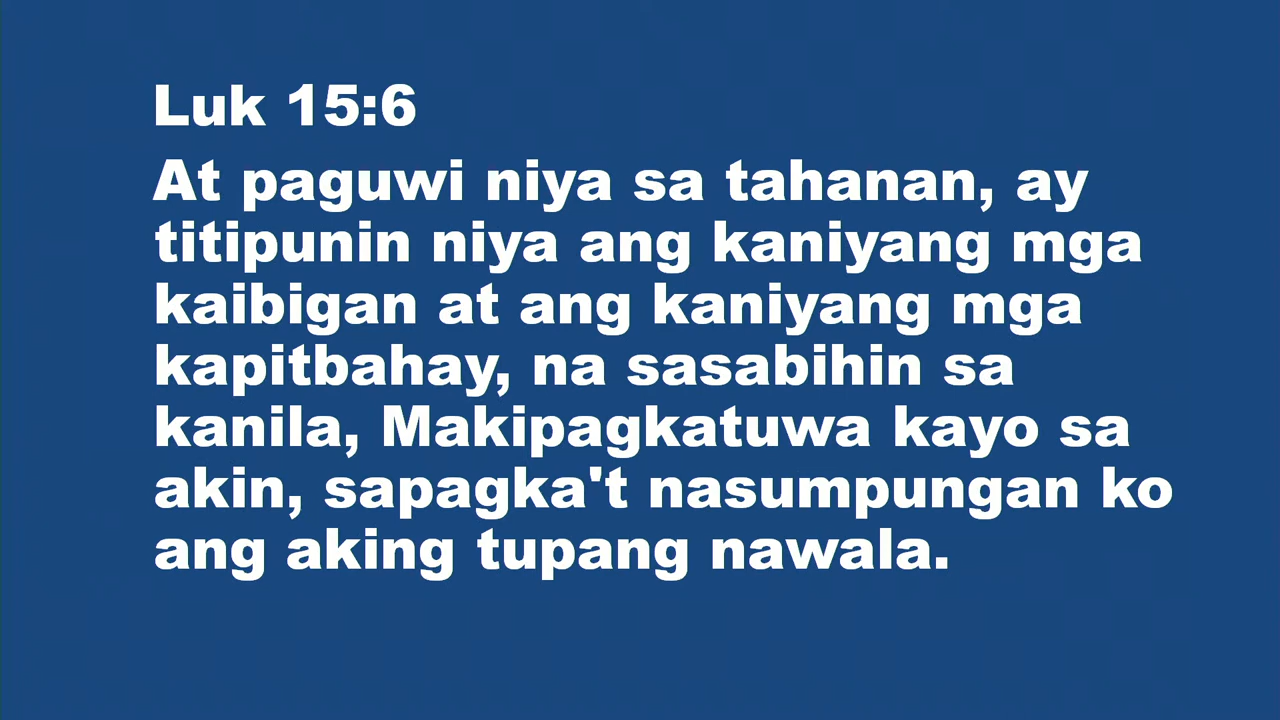 Luk 15:6
At paguwi niya sa tahanan, ay
titipunin niya ang kaniyang mga
kaibigan at ang kaniyang mga
kapitbahay, na sasabihin sa
kanila, Makipagkatuwa kayo sa
akin, sapagka't nasumpungan ko
ang aking tupang nawala.